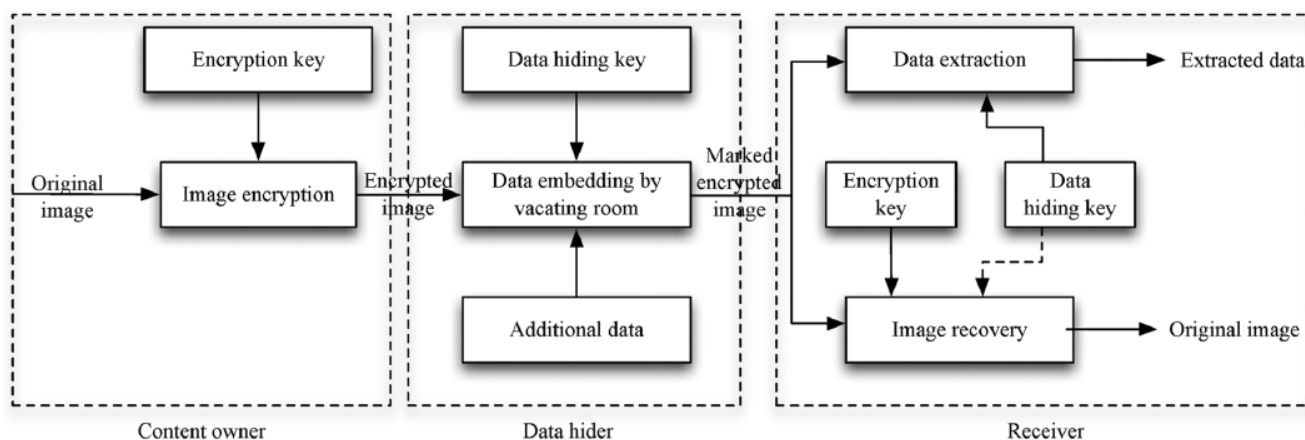 Encryption key
Original
image
Image encryption
Encrypted
image
Content owner
Data hiding key
Data embedding by
vacating room
Additional data
Marked
encrypted
image
Data hider
Data extraction
Extracted data
Encryption
key
Data
hiding key
Image recovery
Original image
Receiver